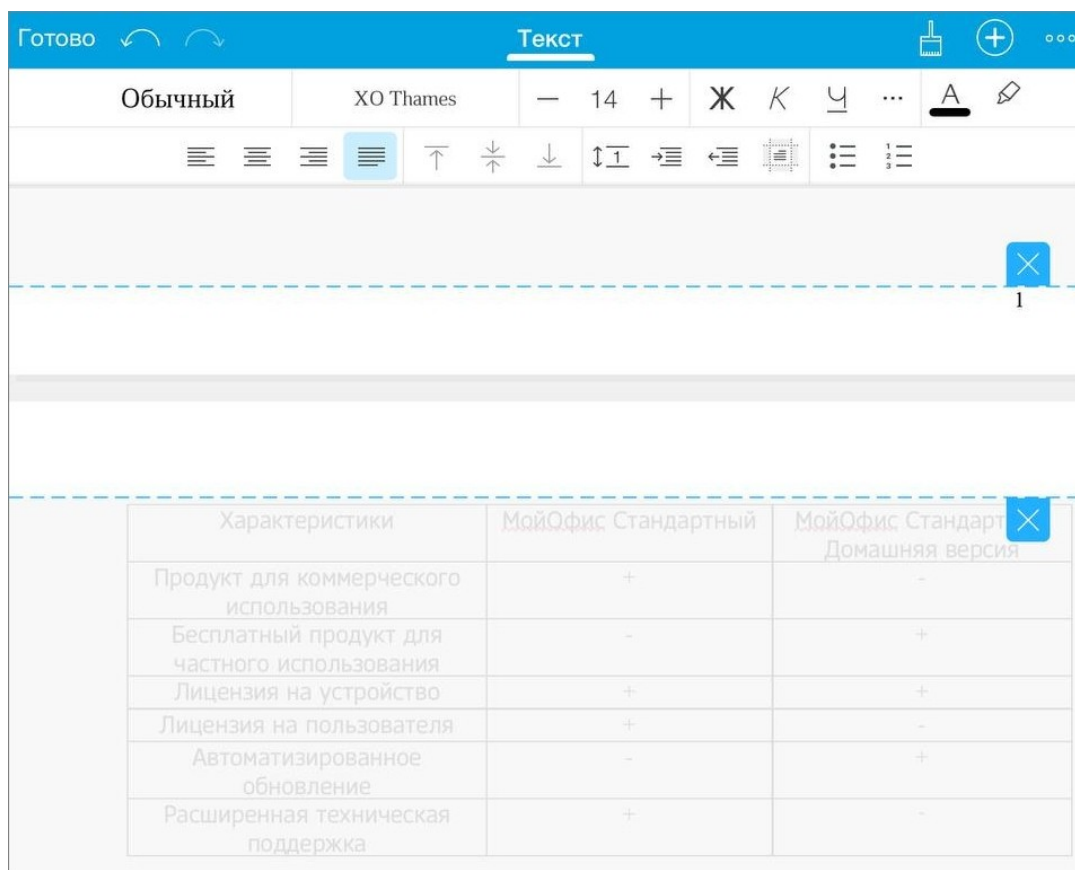 Готово
Текст
Обычный
XO Thames
14
Ж
К
Ч
А
1
1
Характеристики
МойОфис Стандартный
МойОфис Стандарт
Домашняя версия
Продукт для коммерческого
использования
+
-
Бесплатный продукт для
частного использования
-
+
Лицензия на устройство
+
+
Лицензия на пользователя
+
-
Автоматизированное
обновление
-
+
Расширенная техническая
поддержка
+
-